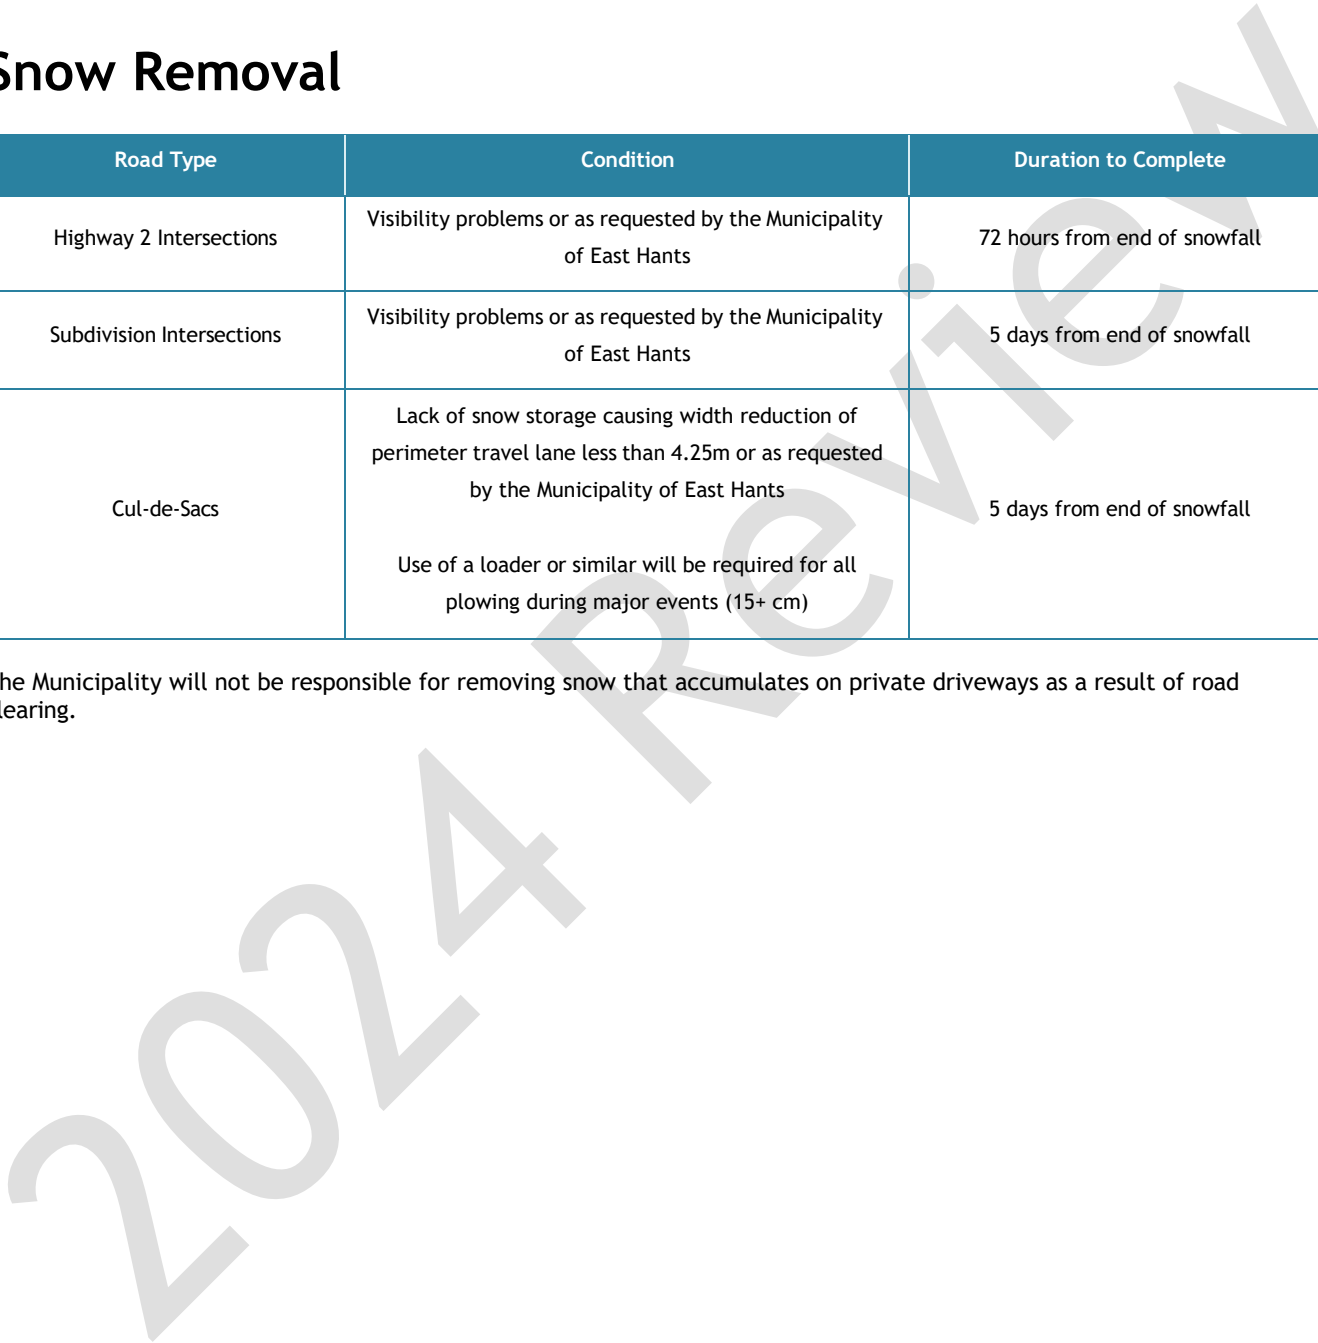 Snow Removal
Road Type Condition Duration to Complete
Highway 2 Intersections
Visibility problems or as requested by the Municipality
of East Hants
72 hours from end of snowfall
Subdivision Intersections
Visibility problems or as requested by the Municipality
of East Hants
5 days from end of snowfall
Cul-de-Sacs
Lack of snow storage causing width reduction of
perimeter travel lane less than 4.25m or as requested
by the Municipality of East Hants
Use of a loader or similar will be required for all
plowing during major events (15+ cm)
5 days from end of snowfall
he Municipality will not be responsible for removing snow that accumulates on private driveways as a result of road
learing.
2024 Review